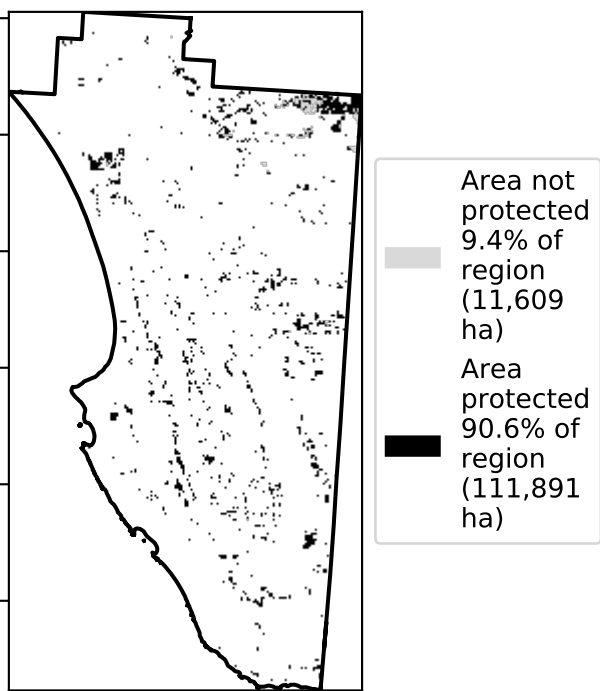 Area not
protected
9.4% of
region
(11,609
ha)
Area
protected
90.6% of
region
(111,891
ha)